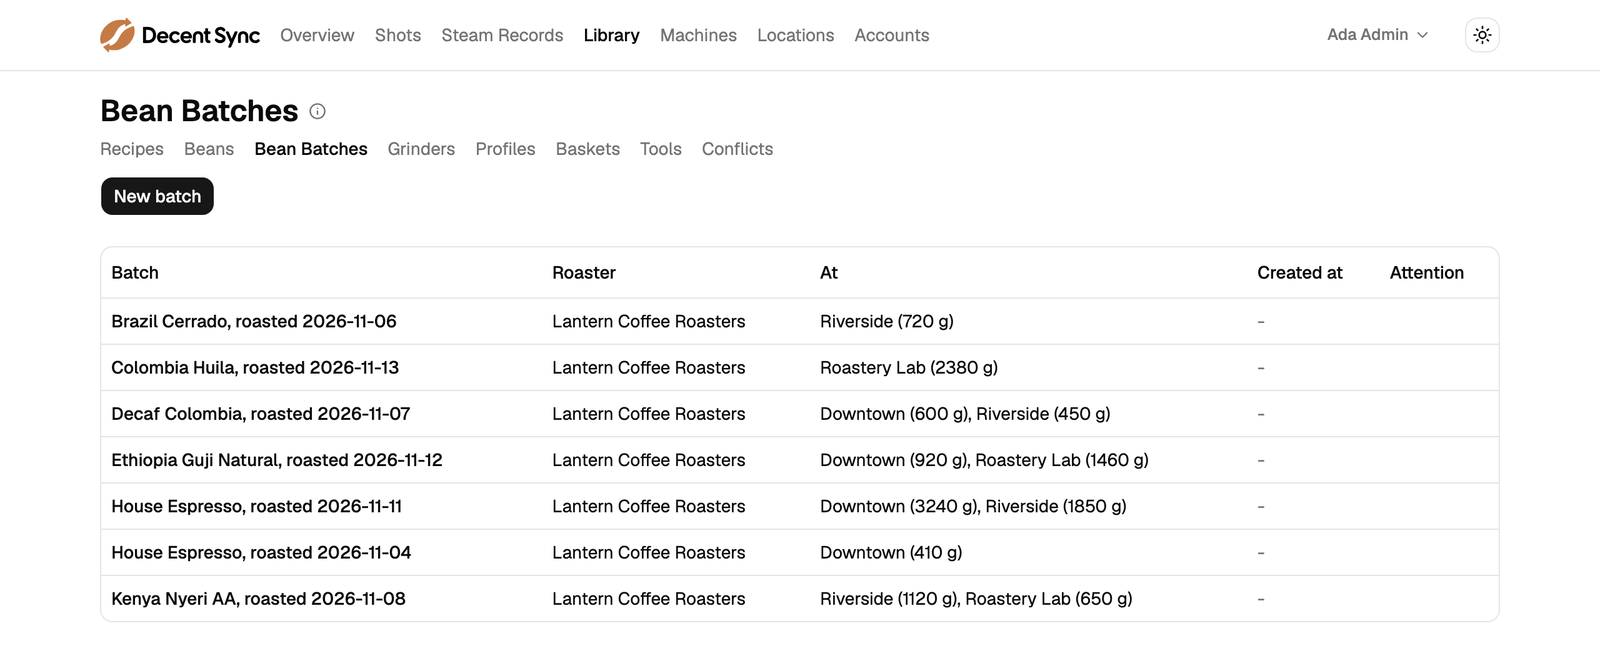 Decent Sync Overview Shots Steam Records Library Machines Locations Accounts Ada Admin
Bean Batches
Recipes Beans Bean Batches Grinders Profiles Baskets Tools Conflicts
New batch
Batch Roaster At Created at Attention
Brazil Cerrado, roasted 2026-11-06 Lantern Coffee Roasters Riverside (720 g) -
Colombia Huila, roasted 2026-11-13 Lantern Coffee Roasters Roastery Lab (2380 g) -
Decaf Colombia, roasted 2026-11-07 Lantern Coffee Roasters Downtown (600 g), Riverside (450 g) -
Ethiopia Guji Natural, roasted 2026-11-12 Lantern Coffee Roasters Downtown (920 g), Roastery Lab (1460 g) -
House Espresso, roasted 2026-11-11 Lantern Coffee Roasters Downtown (3240 g), Riverside (1850 g) -
House Espresso, roasted 2026-11-04 Lantern Coffee Roasters Downtown (410 g) -
Kenya Nyeri AA, roasted 2026-11-08 Lantern Coffee Roasters Riverside (1120 g), Roastery Lab (650 g) -